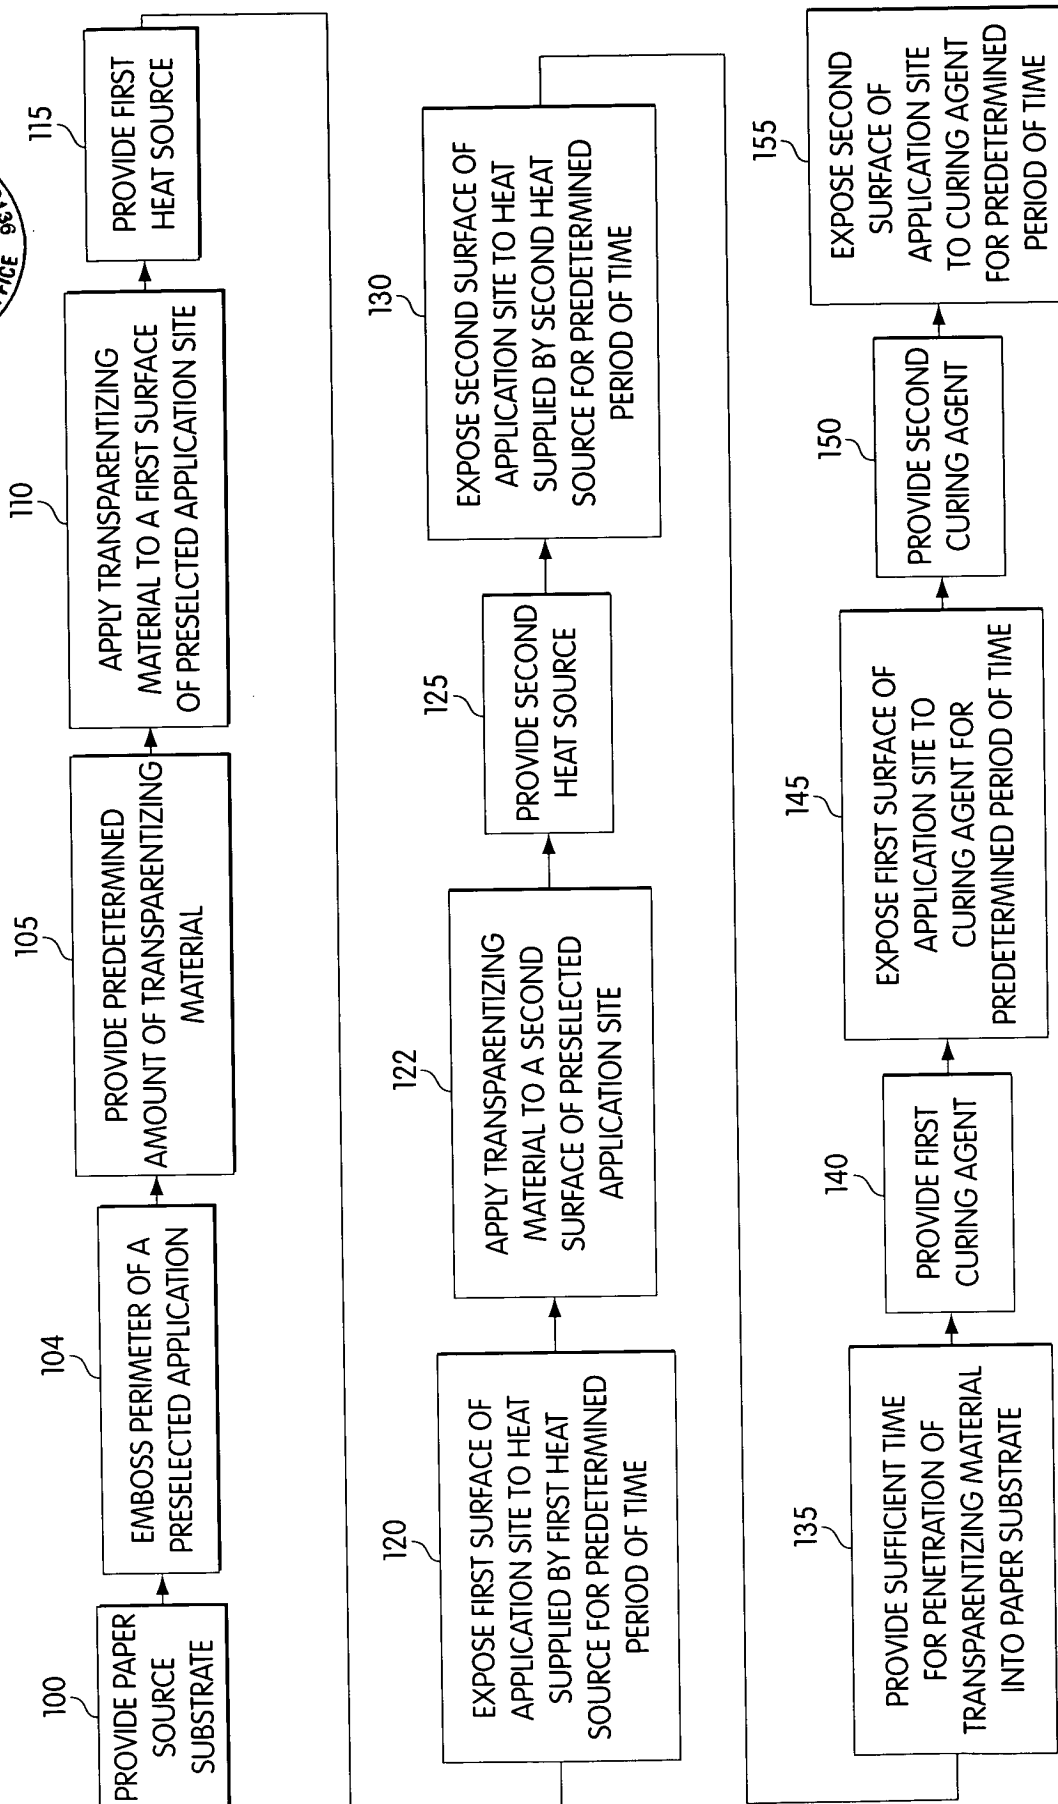 100
PROVIDE PAPER
SOURCE
SUBSTRATE
104
EMBOSS PERIMETER OF A
PRESELECTED APPLICATION
105
PROVIDE PREDETERMINED
AMOUNT OF TRANSPARENTIZING
MATERIAL
110
APPLY TRANSPARENTIZING
MATERIAL TO A FIRST SURFACE
OF PRESELCTED APPLICATION SITE
115
PROVIDE FIRST
HEAT SOURCE
120
EXPOSE FIRST SURFACE OF
APPLICATION SITE TO HEAT
SUPPLIED BY FIRST HEAT
SOURCE FOR PREDETERMINED
PERIOD OF TIME
122
APPLY TRANSPARENTIZING
MATERIAL TO A SECOND
SURFACE OF PRESELECTED
APPLICATION SITE
125
PROVIDE SECOND
HEAT SOURCE
130
EXPOSE SECOND SURFACE OF
APPLICATION SITE TO HEAT
SUPPLIED BY SECOND HEAT
SOURCE FOR PREDETERMINED
PERIOD OF TIME
135
PROVIDE SUFFICIENT TIME
FOR PENETRATION OF
TRANSPARENTIZING MATERIAL
INTO PAPER SUBSTRATE
140
PROVIDE FIRST
CURING AGENT
145
EXPOSE FIRST SURFACE OF
APPLICATION SITE TO
CURING AGENT FOR
PREDETERMINED PERIOD OF TIME
150
PROVIDE SECOND
CURING AGENT
155
EXPOSE SECOND
SURFACE OF
APPLICATION SITE
TO CURING AGENT
FOR PREDETERMINED
PERIOD OF TIME